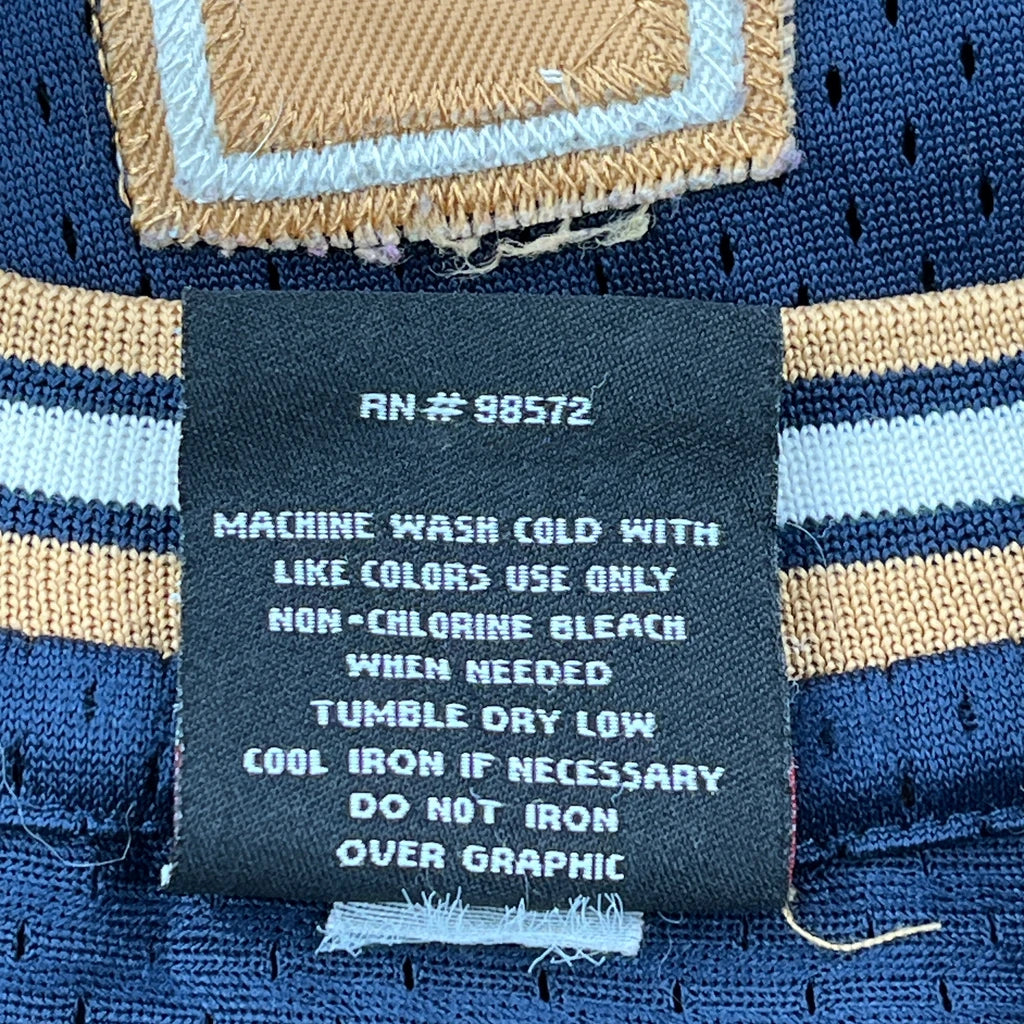 RN# 98572
MACHINE WASH COLD WITH
LIKE COLORS USE ONLY
NON-CHLORINE BLEACH
WHEN NEEDED
TUMBLE DRY LOW
COOL IRON IF NECESSARY
DO NOT IRON
OVER GRAPHIC